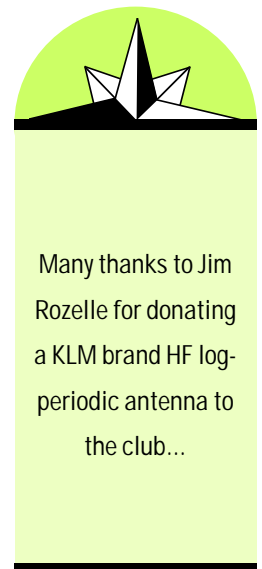 Many thanks to Jim
Rozelle for donating
a KLM brand HF log-
periodic antenna to
the club...